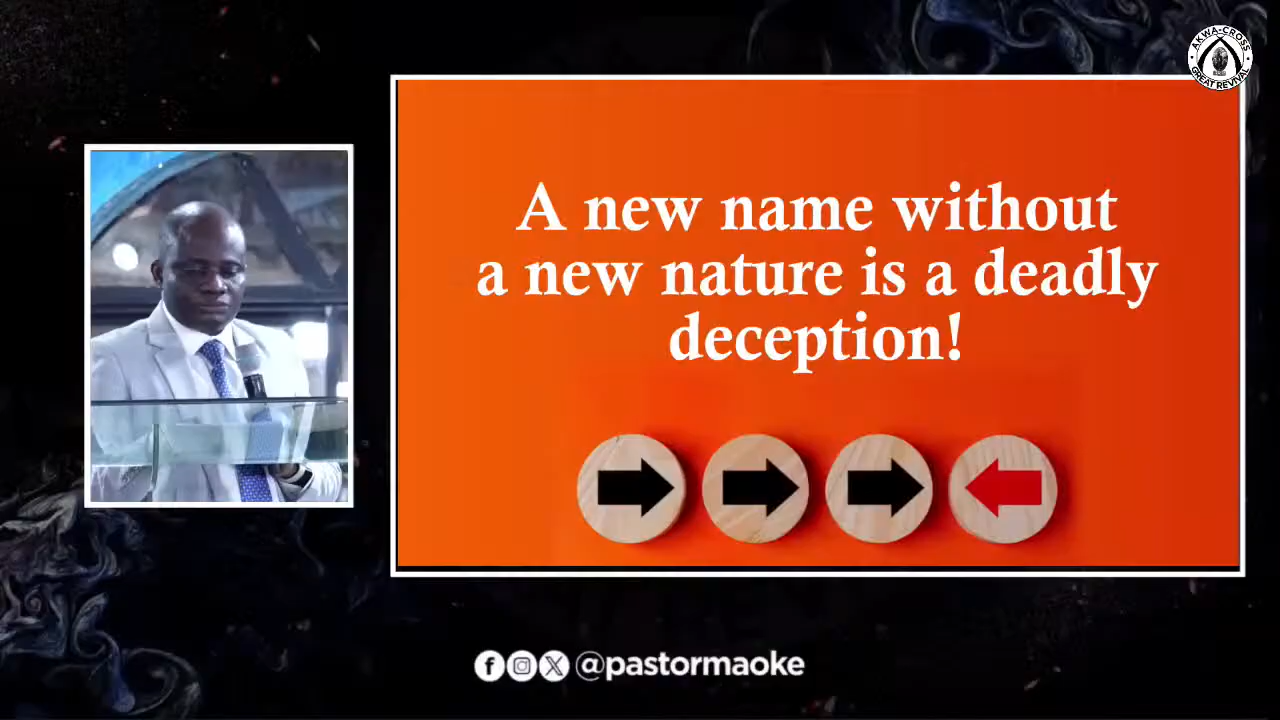 AKWA-CROSS
GREAT REVIVAL
A new name without
a new nature is a deadly
deception!
@pastormaoke